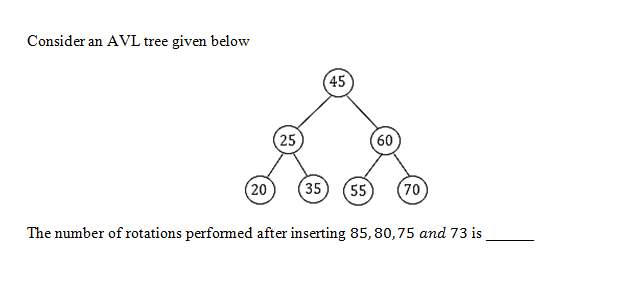 Consider an AVL tree given below
45
25 60
20 35 55 70
The number of rotations performed after inserting 85, 80, 75 and 73 is ______